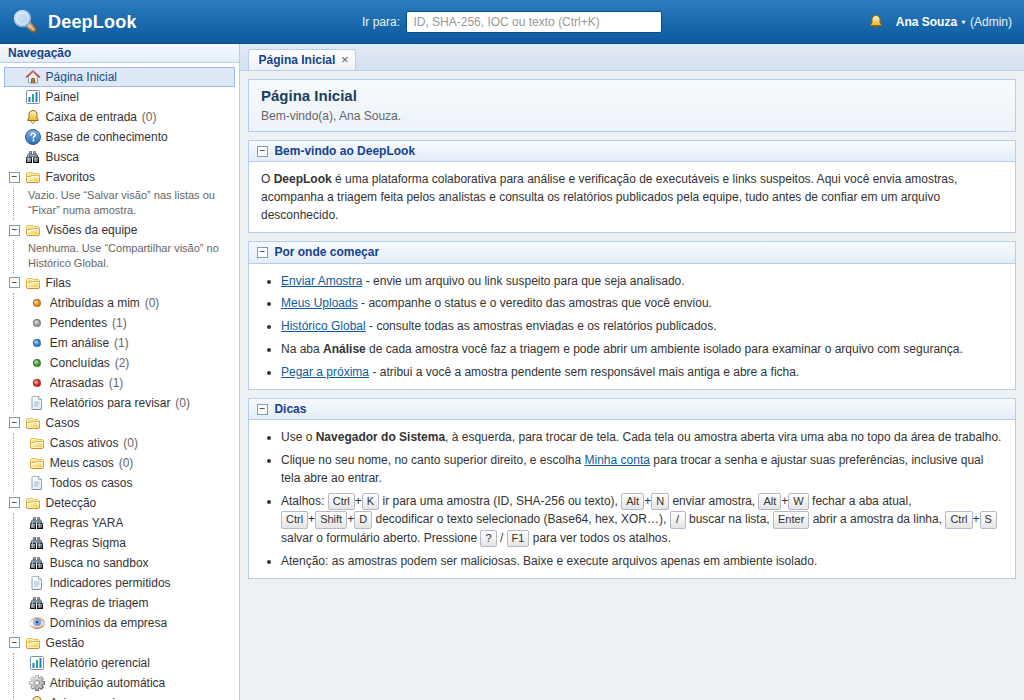 DeepLook
Ir para: ID, SHA-256, IOC ou texto (Ctrl+K)
Ana Souza (Admin)
Navegação
Página Inicial
Painel
Caixa de entrada (0)
Base de conhecimento
Busca
Favoritos
Vazio. Use “Salvar visão” nas listas ou
“Fixar” numa amostra.
Visões da equipe
Nenhuma. Use “Compartilhar visão” no
Histórico Global.
Filas
Atribuídas a mim (0)
Pendentes (1)
Em análise (1)
Concluídas (2)
Atrasadas (1)
Relatórios para revisar (0)
Casos
Casos ativos (0)
Meus casos (0)
Todos os casos
Detecção
Regras YARA
Regras Sigma
Busca no sandbox
Indicadores permitidos
Regras de triagem
Domínios da empresa
Gestão
Relatório gerencial
Atribuição automática
Página Inicial ×
Página Inicial
Bem-vindo(a), Ana Souza.
Bem-vindo ao DeepLook
O DeepLook é uma plataforma colaborativa para análise e verificação de executáveis e links suspeitos. Aqui você envia amostras,
acompanha a triagem feita pelos analistas e consulta os relatórios publicados pela equipe, tudo antes de confiar em um arquivo
desconhecido.
Por onde começar
Enviar Amostra - envie um arquivo ou link suspeito para que seja analisado.
Meus Uploads - acompanhe o status e o veredito das amostras que você enviou.
Histórico Global - consulte todas as amostras enviadas e os relatórios publicados.
Na aba Análise de cada amostra você faz a triagem e pode abrir um ambiente isolado para examinar o arquivo com segurança.
Pegar a próxima - atribui a você a amostra pendente sem responsável mais antiga e abre a ficha.
Dicas
Use o Navegador do Sistema, à esquerda, para trocar de tela. Cada tela ou amostra aberta vira uma aba no topo da área de trabalho.
Clique no seu nome, no canto superior direito, e escolha Minha conta para trocar a senha e ajustar suas preferências, inclusive qual
tela abre ao entrar.
Atalhos: Ctrl+K ir para uma amostra (ID, SHA-256 ou texto), Alt+N enviar amostra, Alt+W fechar a aba atual,
Ctrl+Shift+D decodificar o texto selecionado (Base64, hex, XOR…), / buscar na lista, Enter abrir a amostra da linha, Ctrl+S
salvar o formulário aberto. Pressione ? / F1 para ver todos os atalhos.
Atenção: as amostras podem ser maliciosas. Baixe e execute arquivos apenas em ambiente isolado.